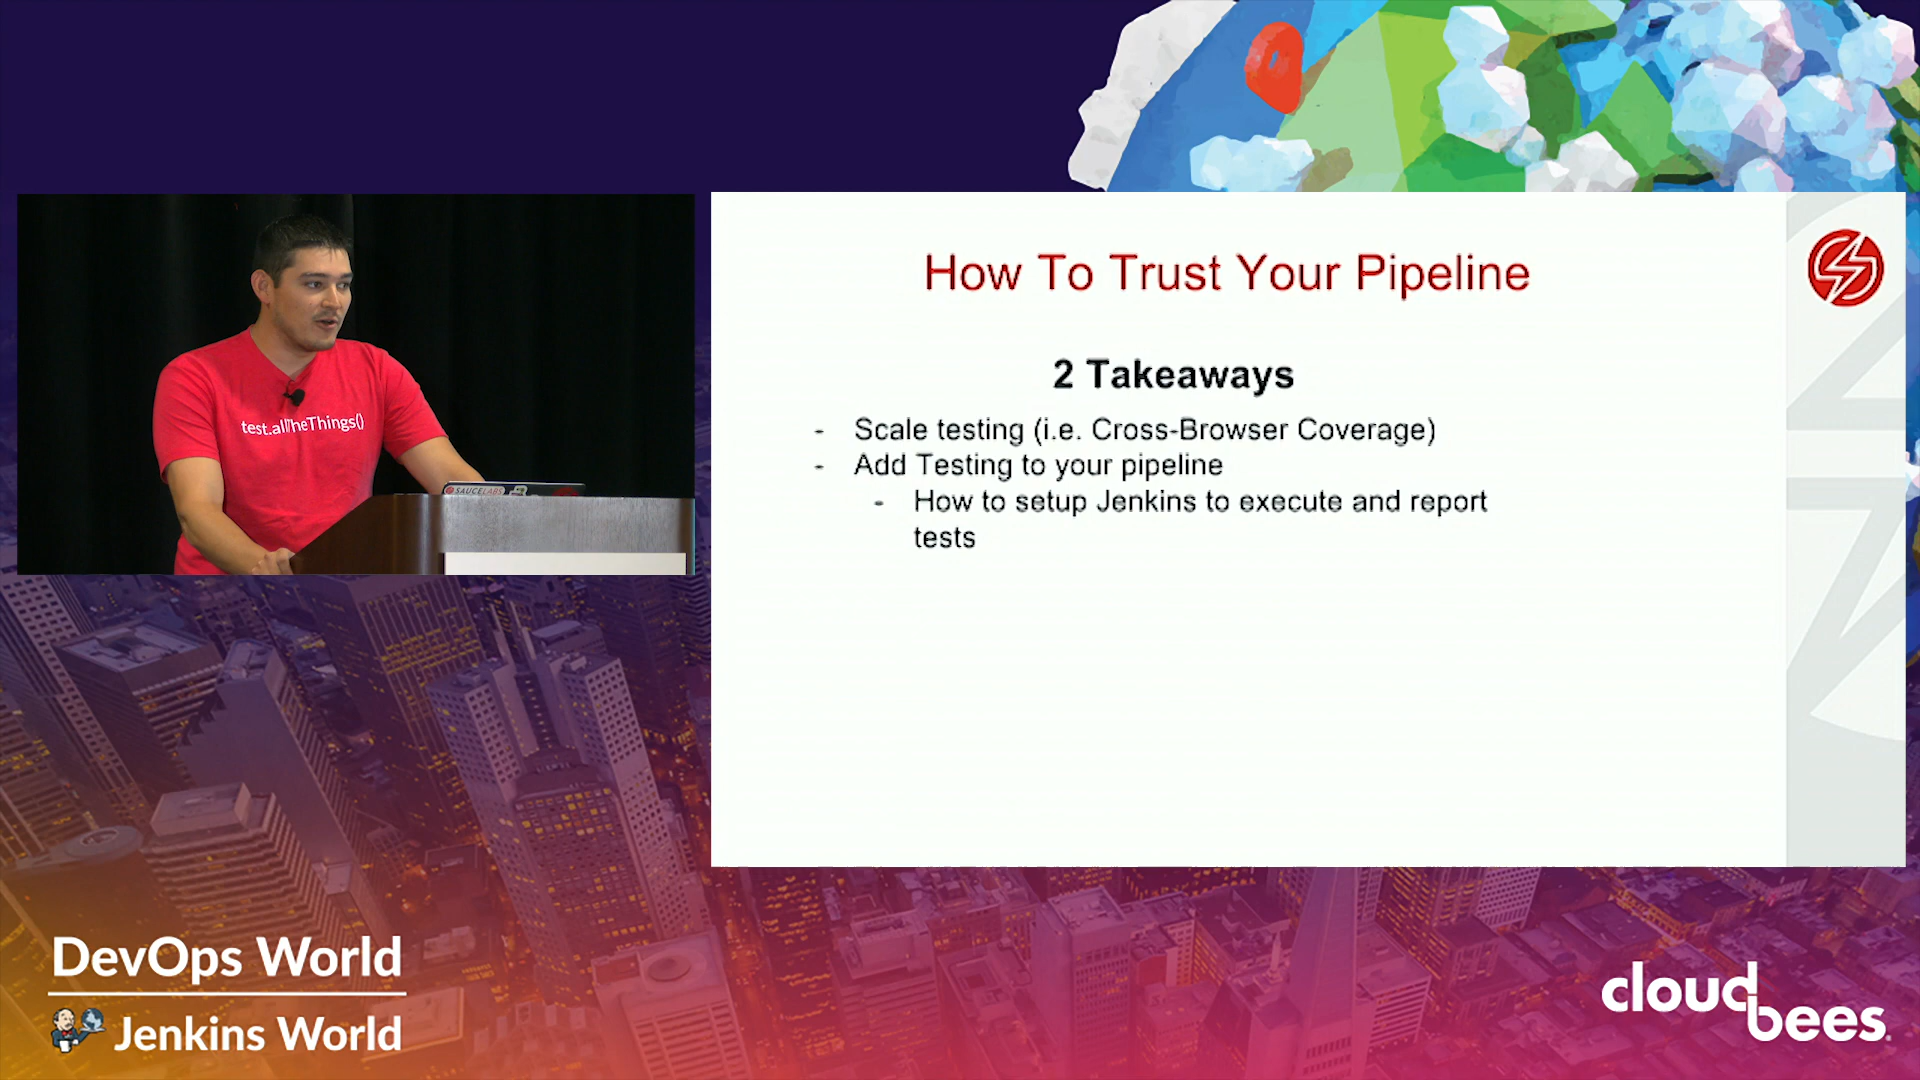 test.allTheThings()
SAUCELABS
How To Trust Your Pipeline
2 Takeaways
- Scale testing (i.e. Cross-Browser Coverage)
- Add Testing to your pipeline
- How to setup Jenkins to execute and report
tests
DevOps World
Jenkins World
cloudbees